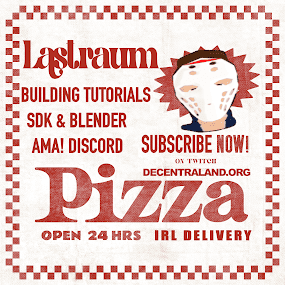 Lastraum
BUILDING TUTORIALS
SDK & BLENDER
AMA! DISCORD
SUBSCRIBE NOW!
ON TWITCH
DECENTRALAND.ORG
Pizza
OPEN 24 HRS IRL DELIVERY